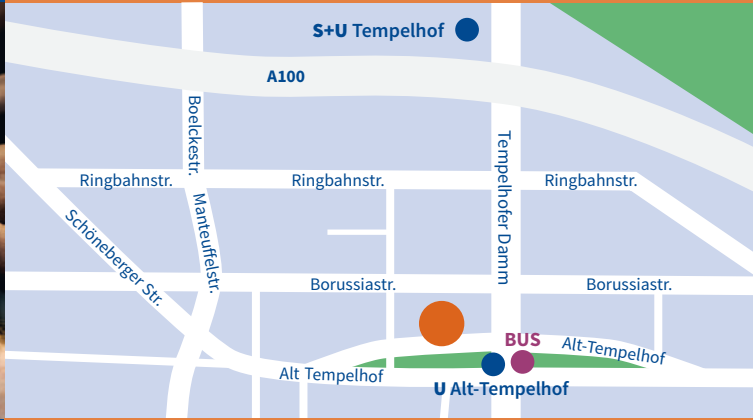 S+U Tempelhof
A100
Boelckestr.
Tempelhofer Damm
Ringbahnstr.
Ringbahnstr.
Ringbahnstr.
Manteuffelstr.
Schöneberger Str.
Borussiastr.
Borussiastr.
BUS
Alt-Tempelhof
Alt Tempelhof
U Alt-Tempelhof